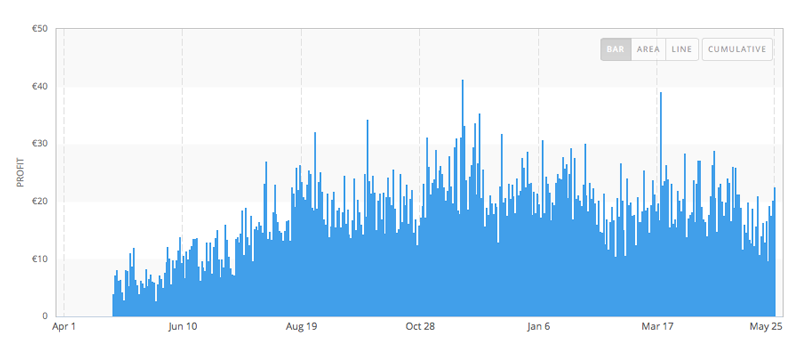 €50
BAR AREA LINE CUMULATIVE
€40
€30
PROFIT
€20
€10
0
Apr 1 Jun 10 Aug 19 Oct 28 Jan 6 Mar 17 May 25